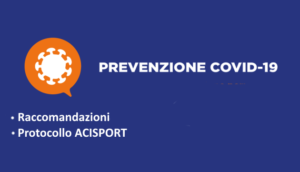 PREVENZIONE COVID-19
• Raccomandazioni
• Protocollo ACISPORT